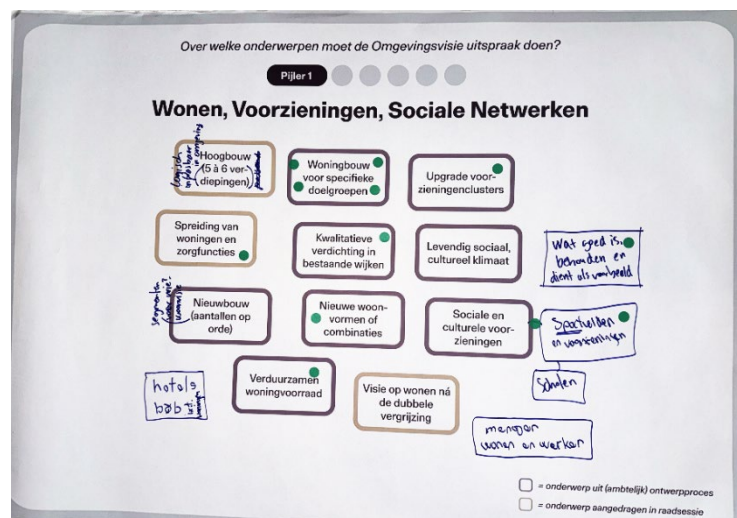 Over welke onderwerpen moet de Omgevingsvisie uitspraak doen?
Pijler 1
Wonen, Voorzieningen, Sociale Netwerken
Hoogbouw
(5 à 6 ver-
diepingen)
Woningbouw
voor specifieke
doelgroepen
Upgrade voor-
zieningenclusters
Spreiding van
woningen en
zorgfuncties
Kwalitatieve
verdichting in
bestaande wijken
Levendig sociaal,
cultureel klimaat
Wat goed is,
behouden en
dient als voorbeeld
segmenten
Nieuwbouw
(aantallen op
orde)
Nieuwe woon-
vormen of
combinaties
Sociale en
culturele voor-
zieningen
Sportvelden
en voorzieningen
Scholen
hotels
b&b
Verduurzamen
woningvoorraad
Visie op wonen ná
de dubbele
vergrijzing
wonen en werken
= onderwerp uit (ambtelijk) ontwerpproces
= onderwerp aangedragen in raadsessie